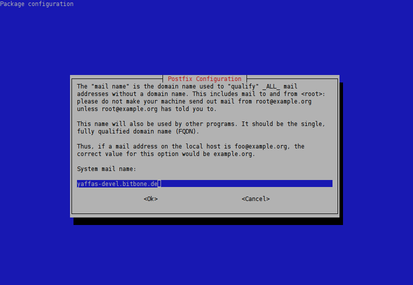 Package configuration
Postfix Configuration
The "mail name" is the domain name used to "qualify" _ALL_ mail
addresses without a domain name. This includes mail to and from <root>:
please do not make your machine send out mail from root@example.org
unless root@example.org has told you to.
This name will also be used by other programs. It should be the single,
fully qualified domain name (FQDN).
Thus, if a mail address on the local host is foo@example.org, the
correct value for this option would be example.org.
System mail name:
yaffas-devel.bitbone.de
<Ok> <Cancel>